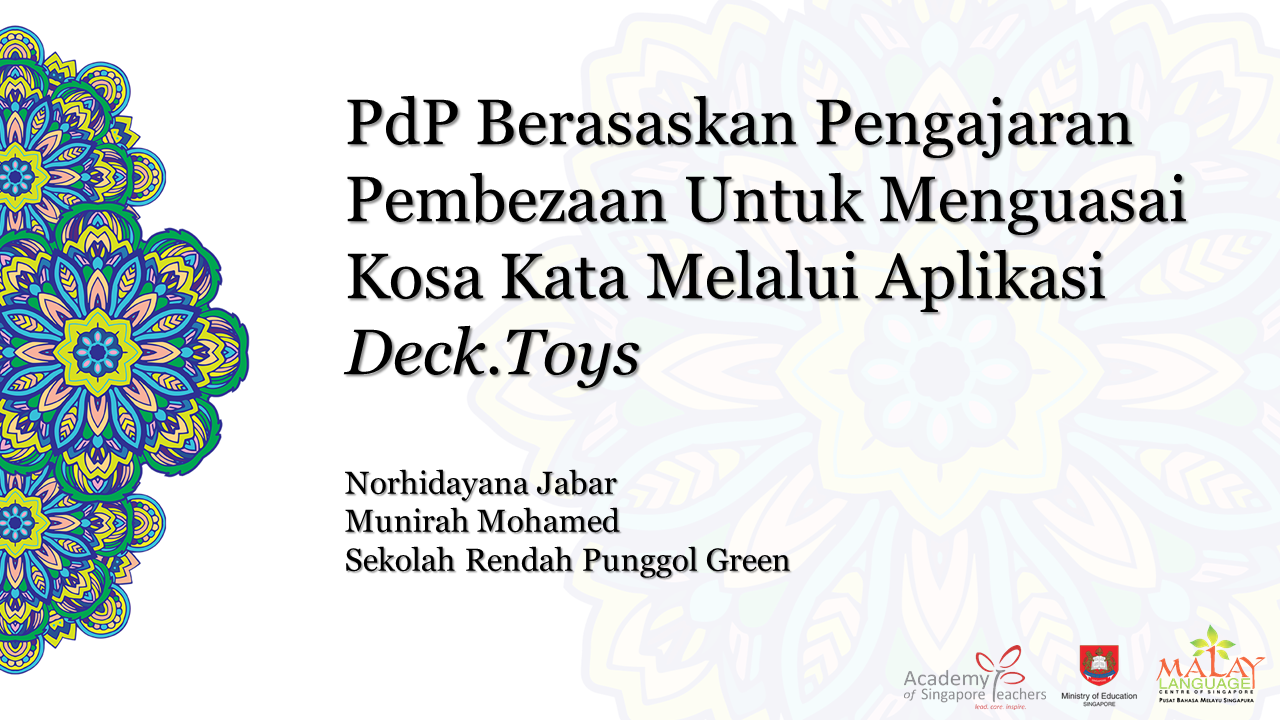 PdP Berasaskan Pengajaran
Pembezaan Untuk Menguasai
Kosa Kata Melalui Aplikasi
Deck.Toys
Norhidayana Jabar
Munirah Mohamed
Sekolah Rendah Punggol Green
Academy
of Singapore Teachers
lead. care. inspire.
Ministry of Education
SINGAPORE
MALAY
LANGUAGE
CENTRE OF SINGAPORE
PUSAT BAHASA MELAYU SINGAPURA